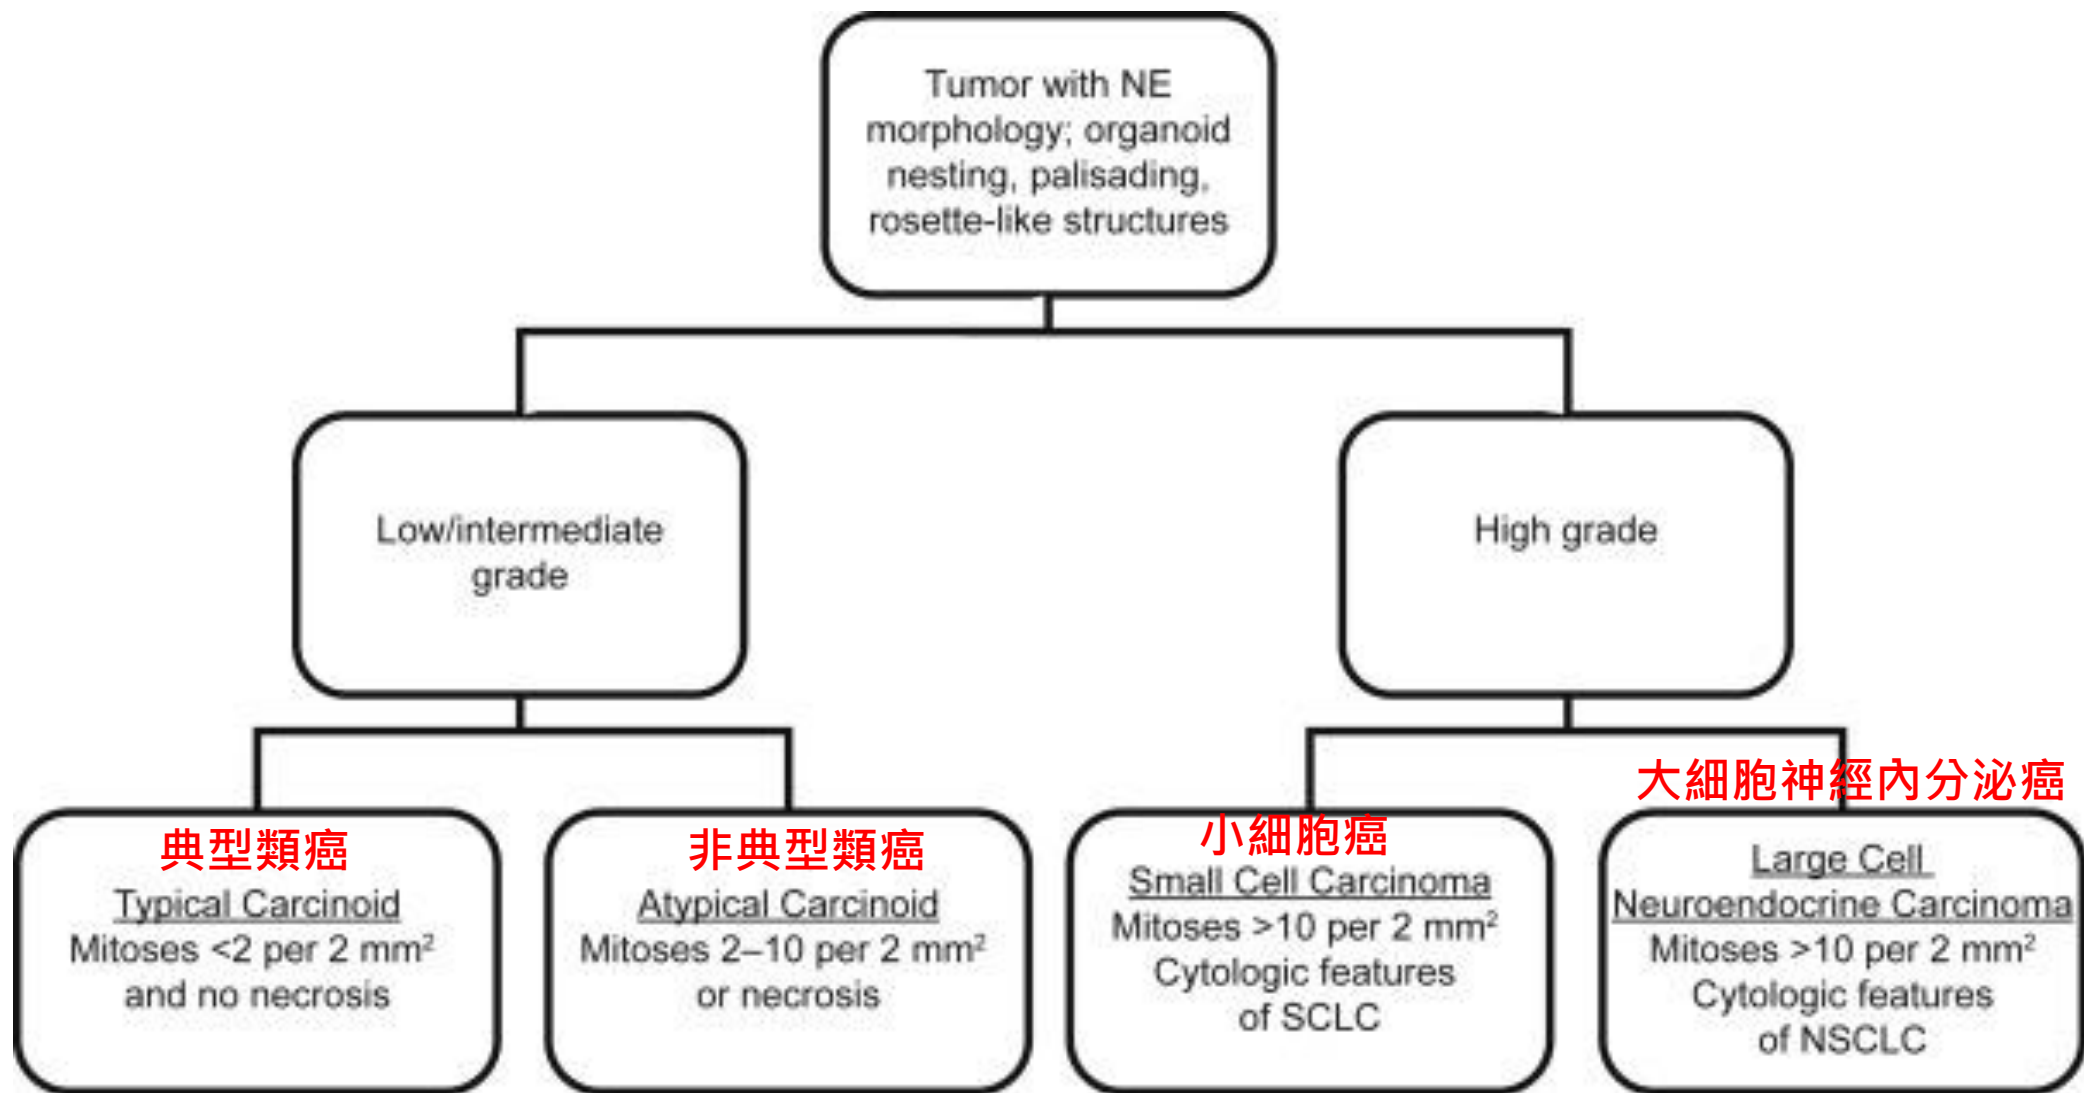 Tumor with NE
morphology; organoid
nesting, palisading,
rosette-like structures
Low/intermediate
grade
High grade
典型類癌
Typical Carcinoid
Mitoses <2 per 2 mm²
and no necrosis
非典型類癌
Atypical Carcinoid
Mitoses 2–10 per 2 mm²
or necrosis
小細胞癌
Small Cell Carcinoma
Mitoses >10 per 2 mm²
Cytologic features
of SCLC
大細胞神經內分泌癌
Large Cell
Neuroendocrine Carcinoma
Mitoses >10 per 2 mm²
Cytologic features
of NSCLC